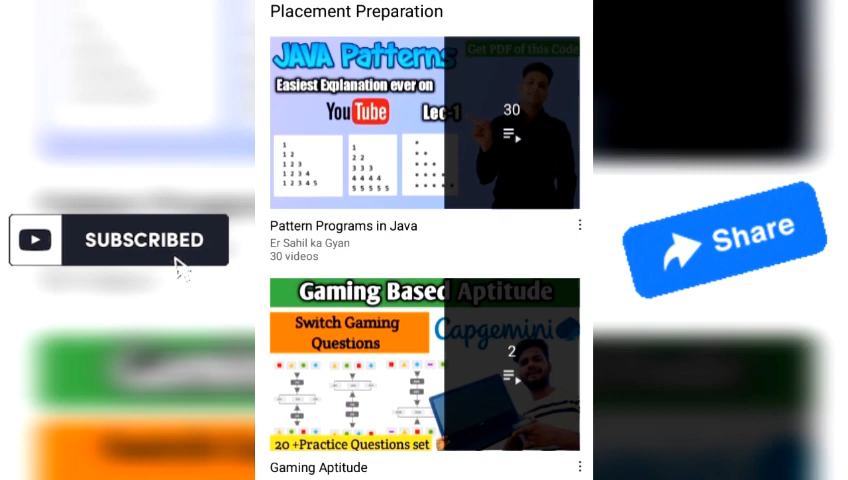 Placement Preparation
JAVA Patterns
Get PDF of this Code
Easiest Explanation ever on
YouTube
Lec-1
30
1
1 2
1 2 3
1 2 3 4
1 2 3 4 5
1
2 2
3 3 3
4 4 4 4
5 5 5 5 5
Pattern Programs in Java
Er Sahil ka Gyan
30 videos
SUBSCRIBED
Share
Gaming Based Aptitude
Switch Gaming
Questions
Capgemini
2
20 +Practice Questions set
Gaming Aptitude